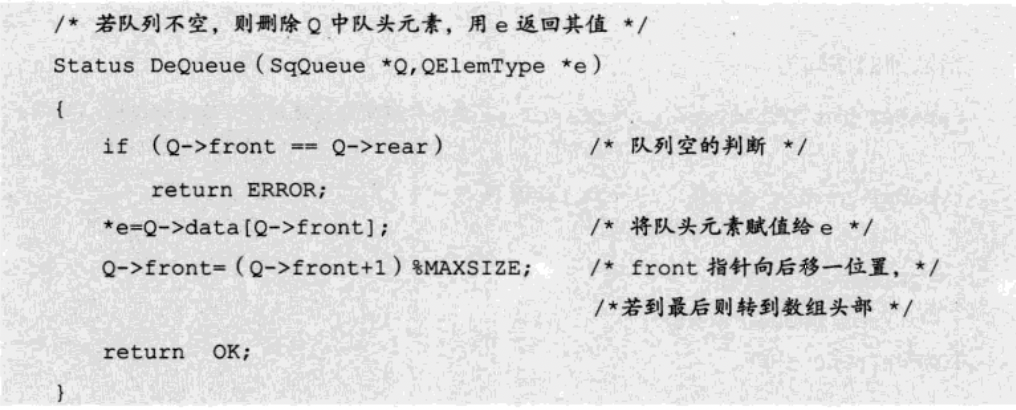 /* 若队列不空，则删除 Q 中队头元素，用 e 返回其值 */
Status DeQueue（SqQueue *Q,QElemType *e）
{
if （Q->front == Q->rear） /* 队列空的判断 */
return ERROR;
*e=Q->data[Q->front]; /* 将队头元素赋值给 e */
Q->front=（Q->front+1）%MAXSIZE; /* front 指针向后移一位置，*/
/*若到最后则转到数组头部 */
return OK;
}